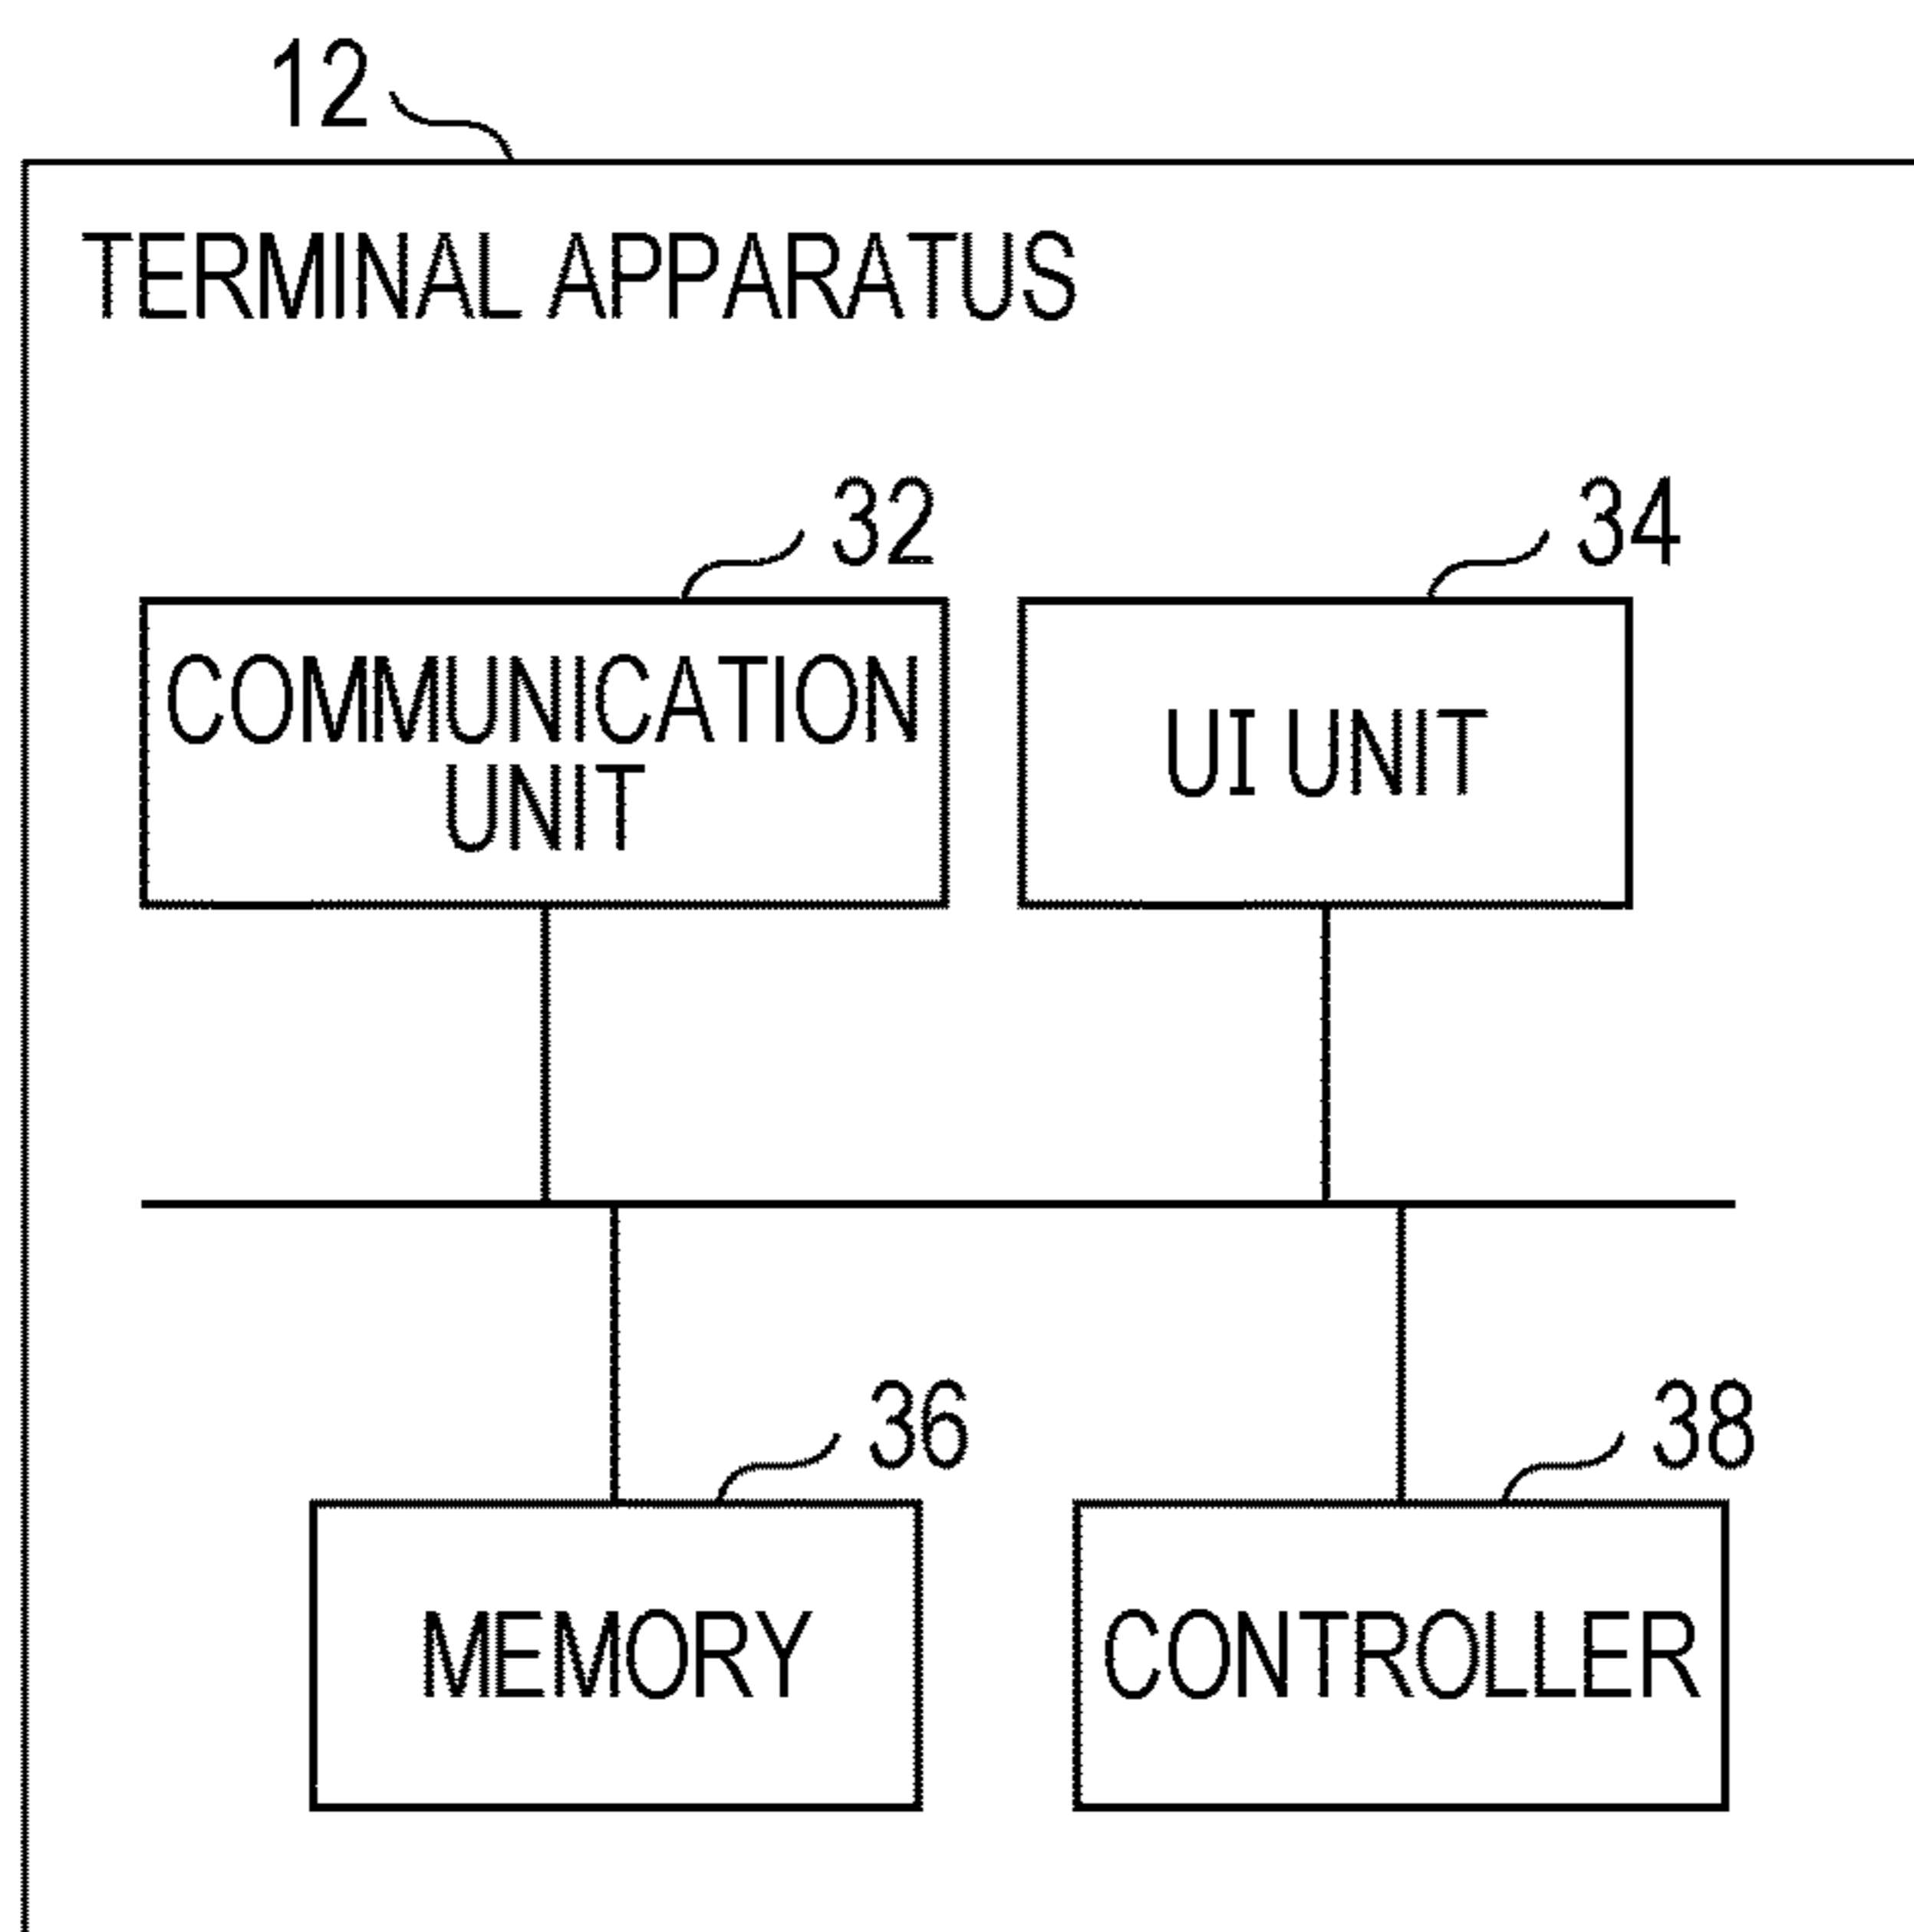 12
TERMINAL APPARATUS
32
34
COMMUNICATION
UNIT
UI UNIT
36
38
MEMORY
CONTROLLER